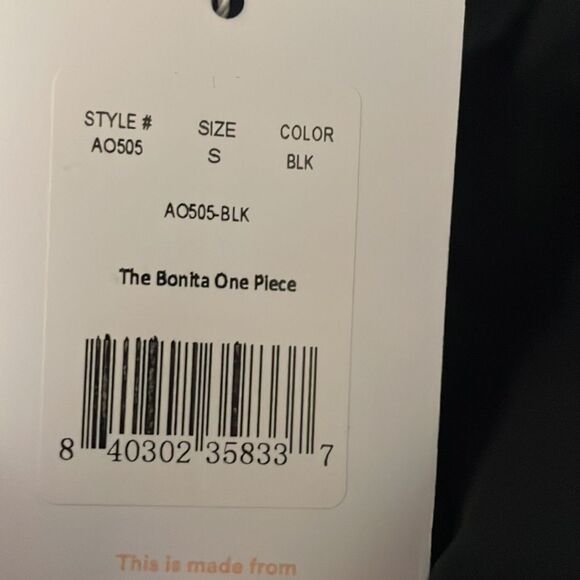 STYLE # SIZE COLOR
AO505 S BLK
AO505-BLK
The Bonita One Piece
8 40302 35833 7
This is made from